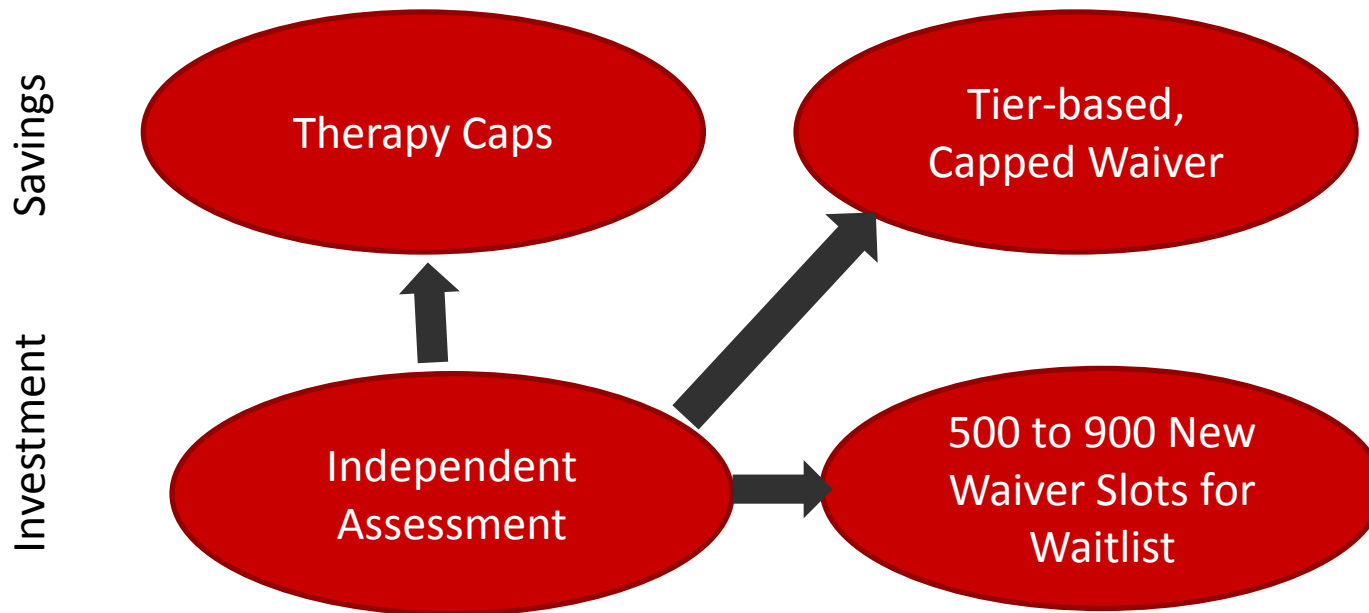 Savings
Therapy Caps
Tier-based,
Capped Waiver
Investment
Independent
Assessment
500 to 900 New
Waiver Slots for
Waitlist